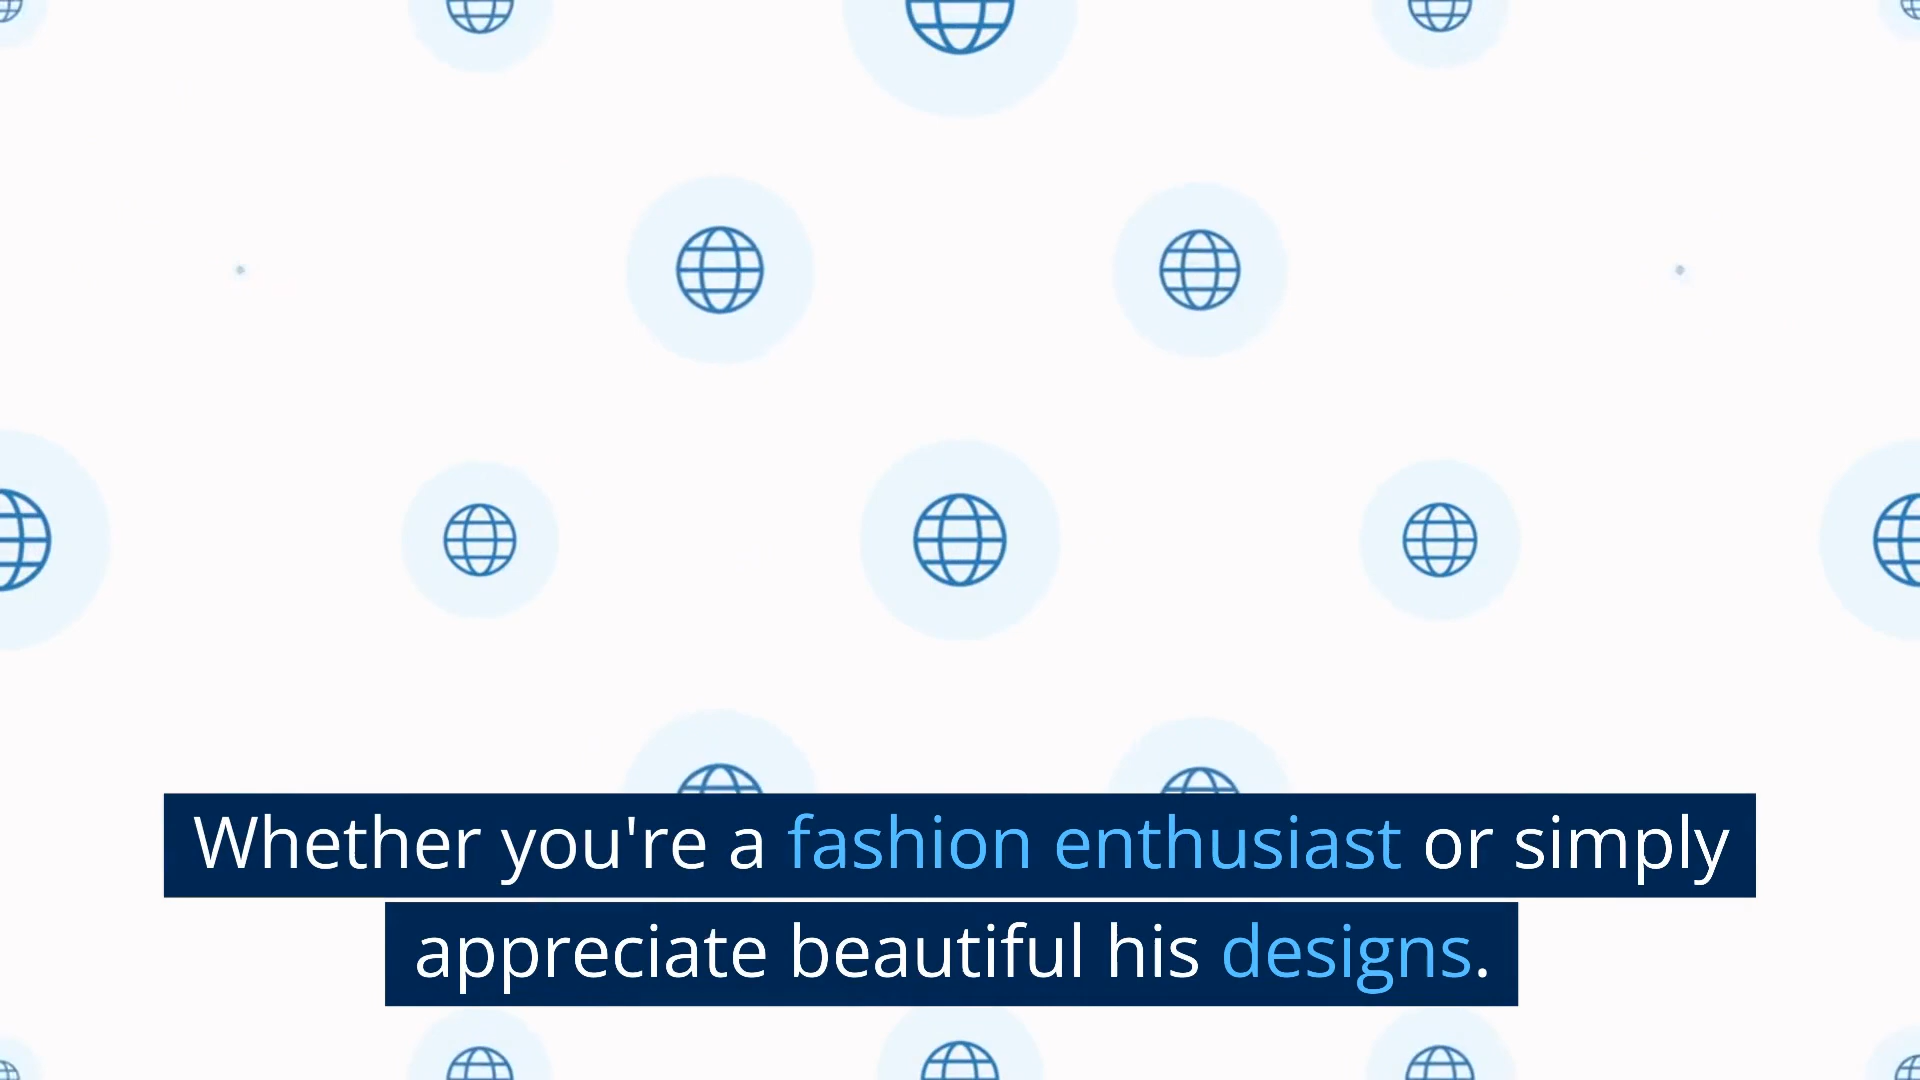 Whether you're a fashion enthusiast or simply
appreciate beautiful his designs.